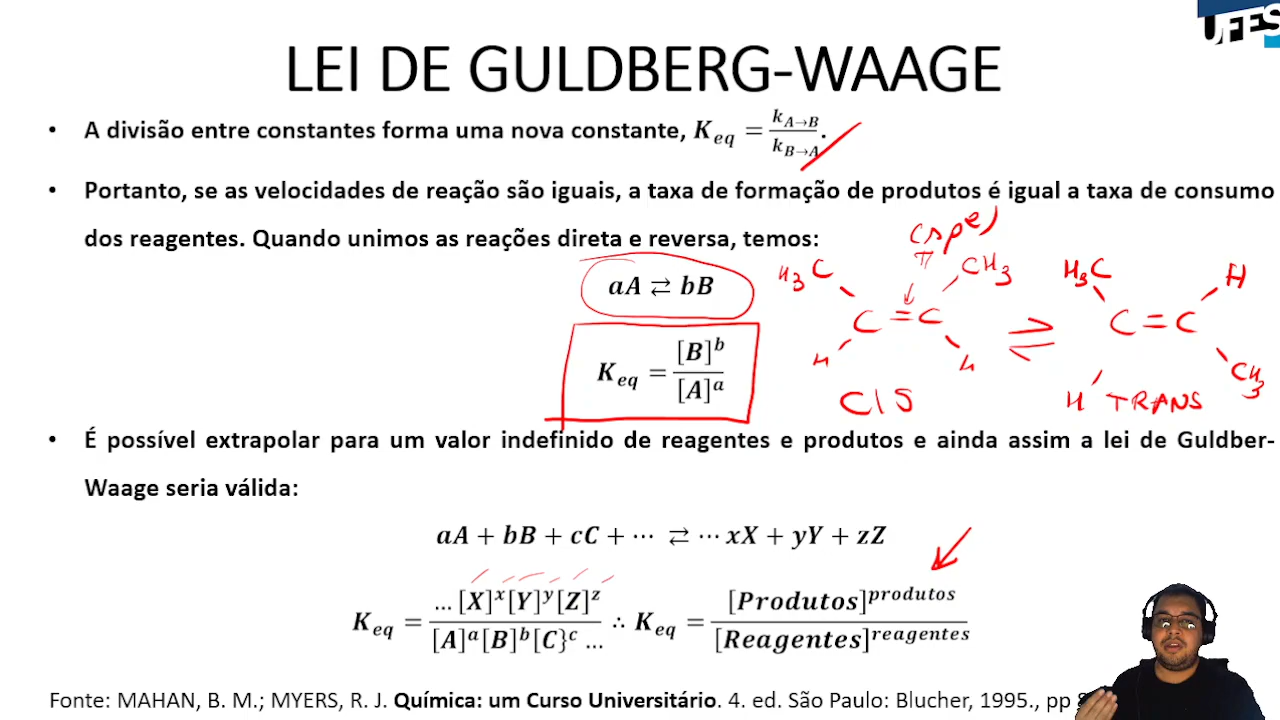 UFES
LEI DE GULDBERG-WAAGE
• A divisão entre constantes forma uma nova constante, K_eq = k_A→B / k_B→A.
• Portanto, se as velocidades de reação são iguais, a taxa de formação de produtos é igual a taxa de consumo
dos reagentes. Quando unimos as reações direta e reversa, temos:
(sp²)
π
aA ⇄ bB
H₃C CH₃ H₃C H
C = C ⇌ C = C
H H H CH₃
K_eq = [B]^b / [A]^a
CIS TRANS
• É possível extrapolar para um valor indefinido de reagentes e produtos e ainda assim a lei de Guldber-
Waage seria válida:
aA + bB + cC + ⋯ ⇄ ⋯ xX + yY + zZ
K_eq = …[X]^x[Y]^y[Z]^z / [A]^a[B]^b[C}^c … ∴ K_eq = [Produtos]^produtos / [Reagentes]^reagentes
Fonte: MAHAN, B. M.; MYERS, R. J. Química: um Curso Universitário. 4. ed. São Paulo: Blucher, 1995., pp